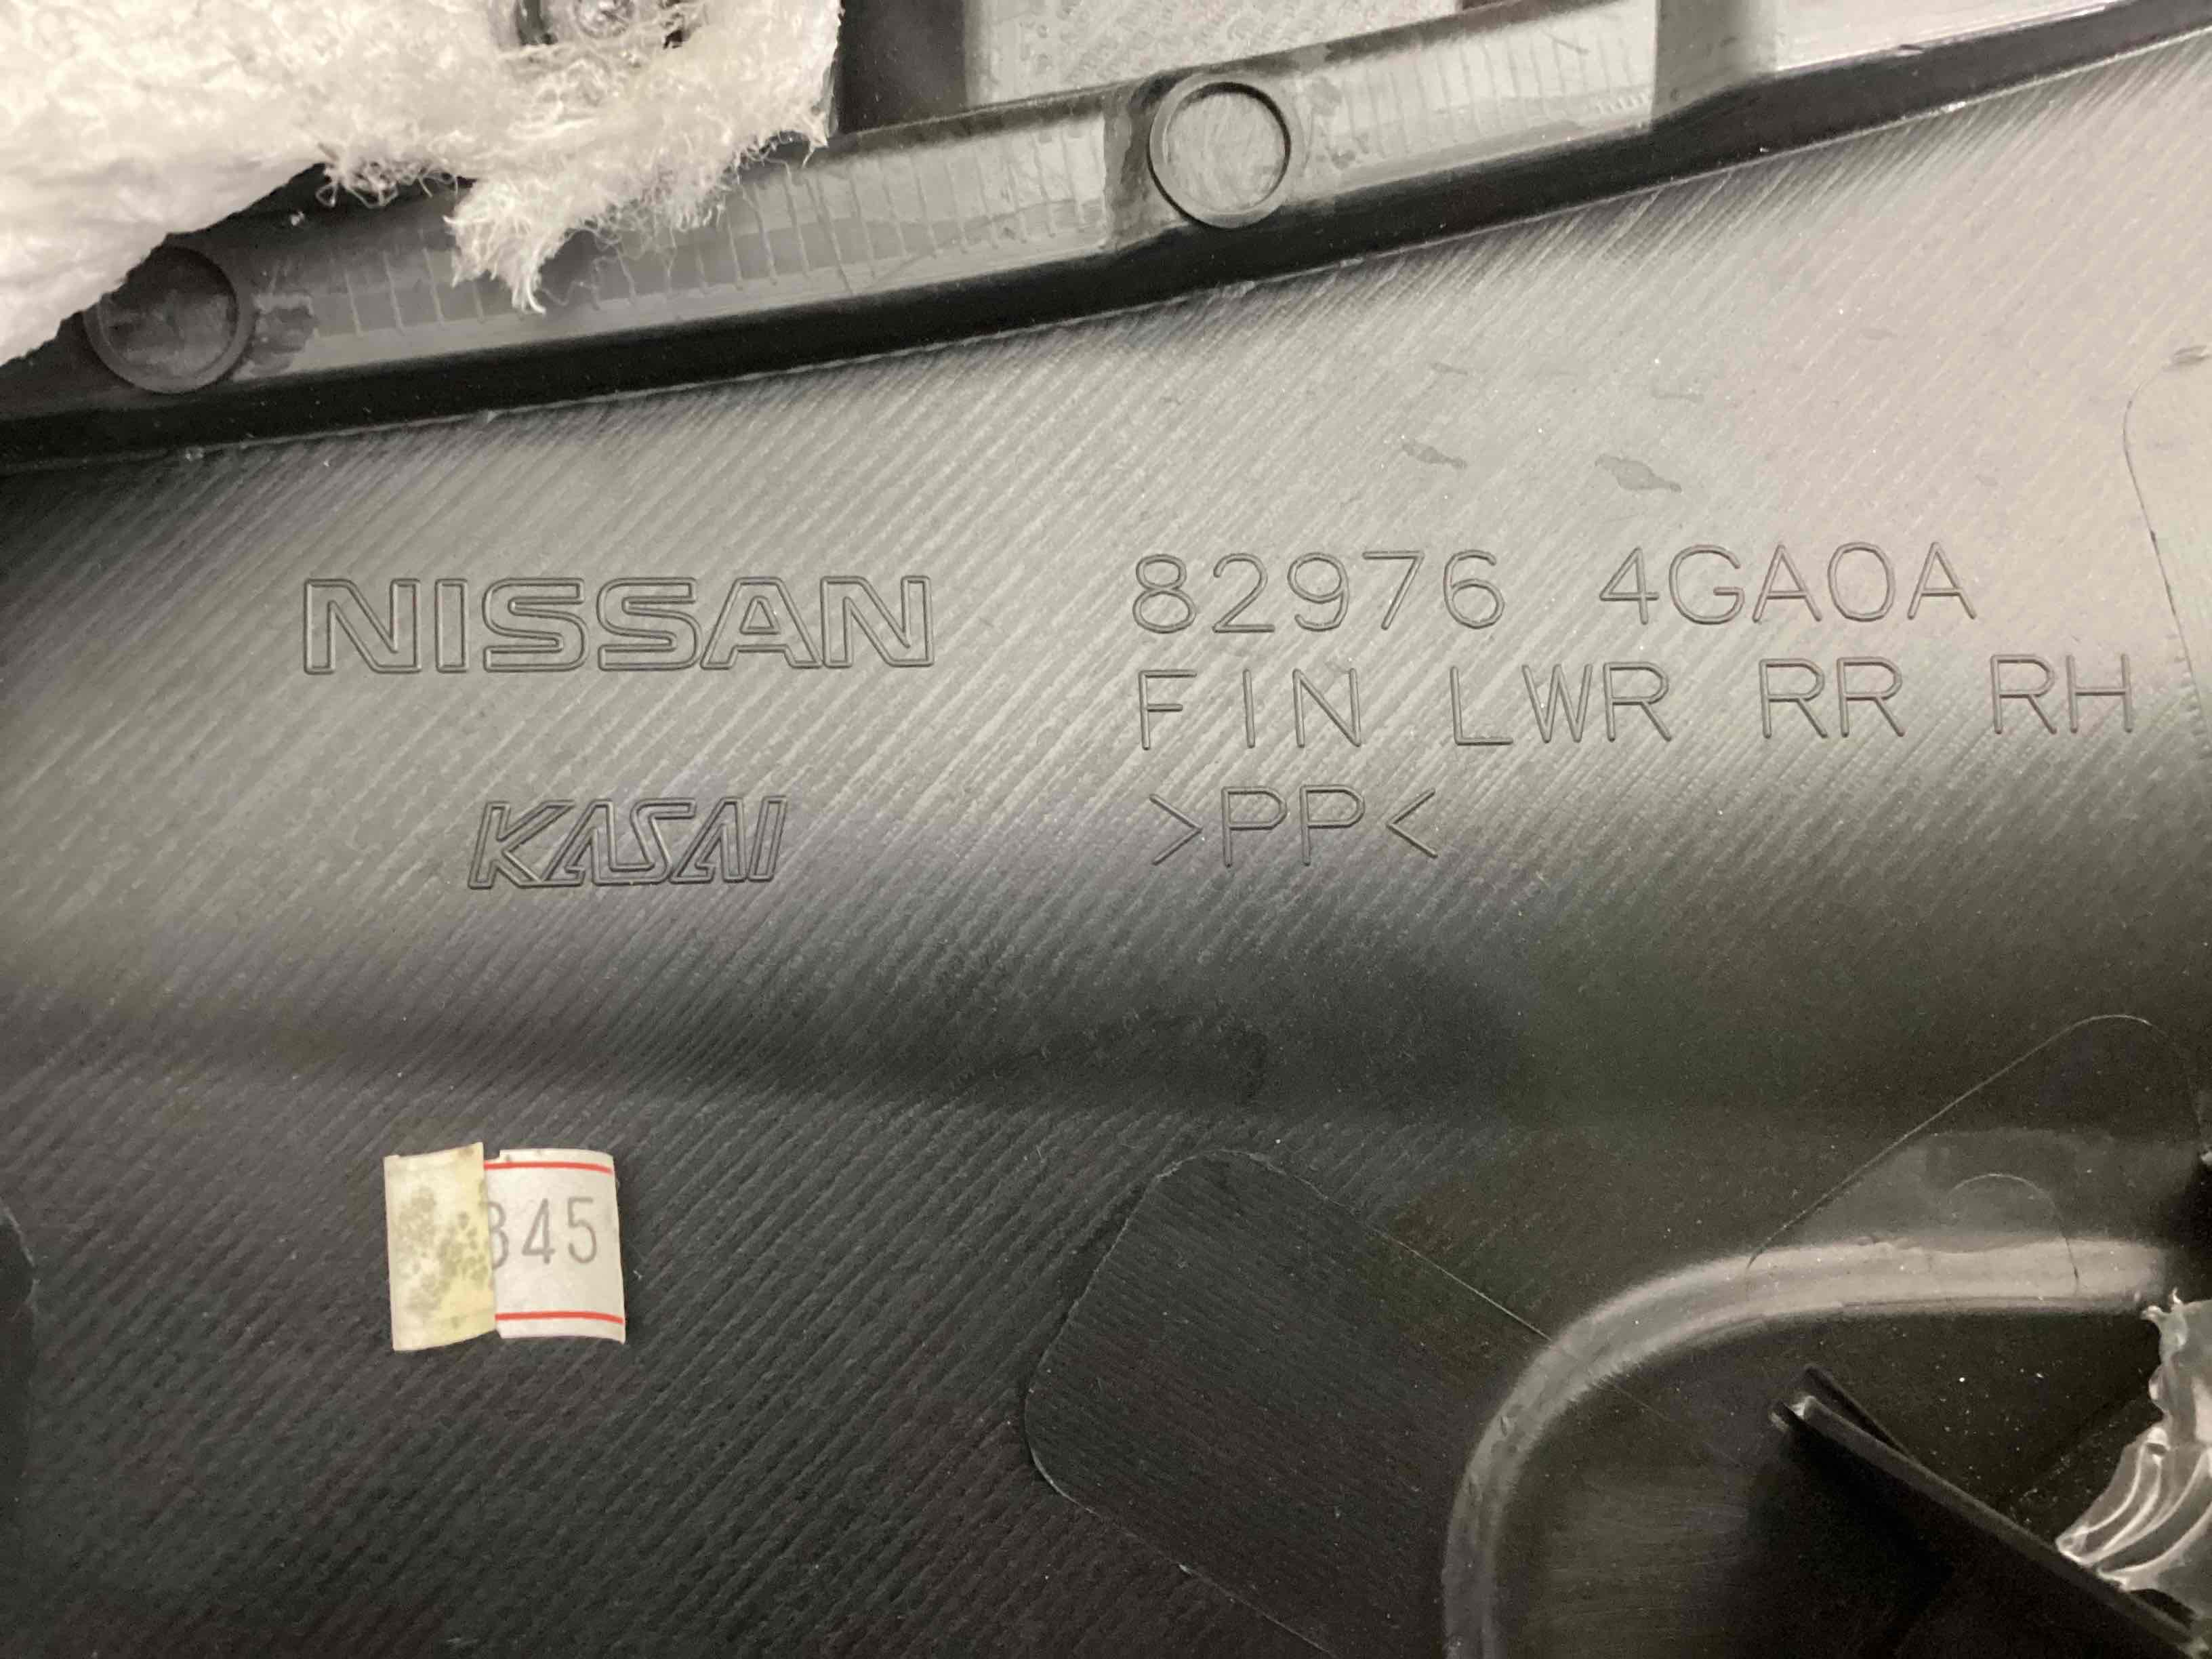 NISSAN
82976 4GA0A
FIN LWR RR RH
KASAI
>PP<
345